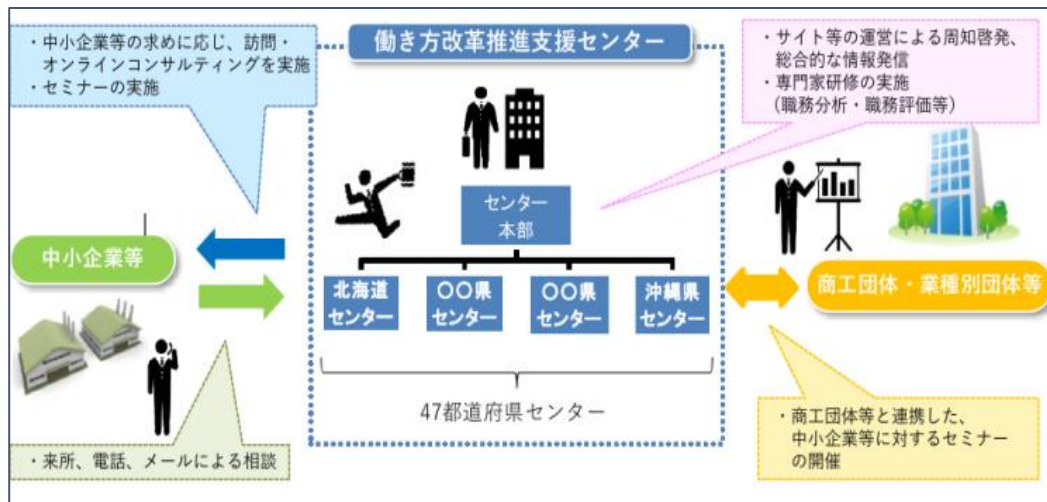 働き方改革推進支援センター
・中小企業等の求めに応じ、訪問・
オンラインコンサルティングを実施
・セミナーの実施
・サイト等の運営による周知啓発、
総合的な情報発信
・専門家研修の実施
（職務分析・職務評価等）
センター
本部
中小企業等
北海道
センター
〇〇県
センター
〇〇県
センター
沖縄県
センター
商工団体・業種別団体等
47都道府県センター
・来所、電話、メールによる相談
・商工団体等と連携した、
中小企業等に対するセミナー
の開催